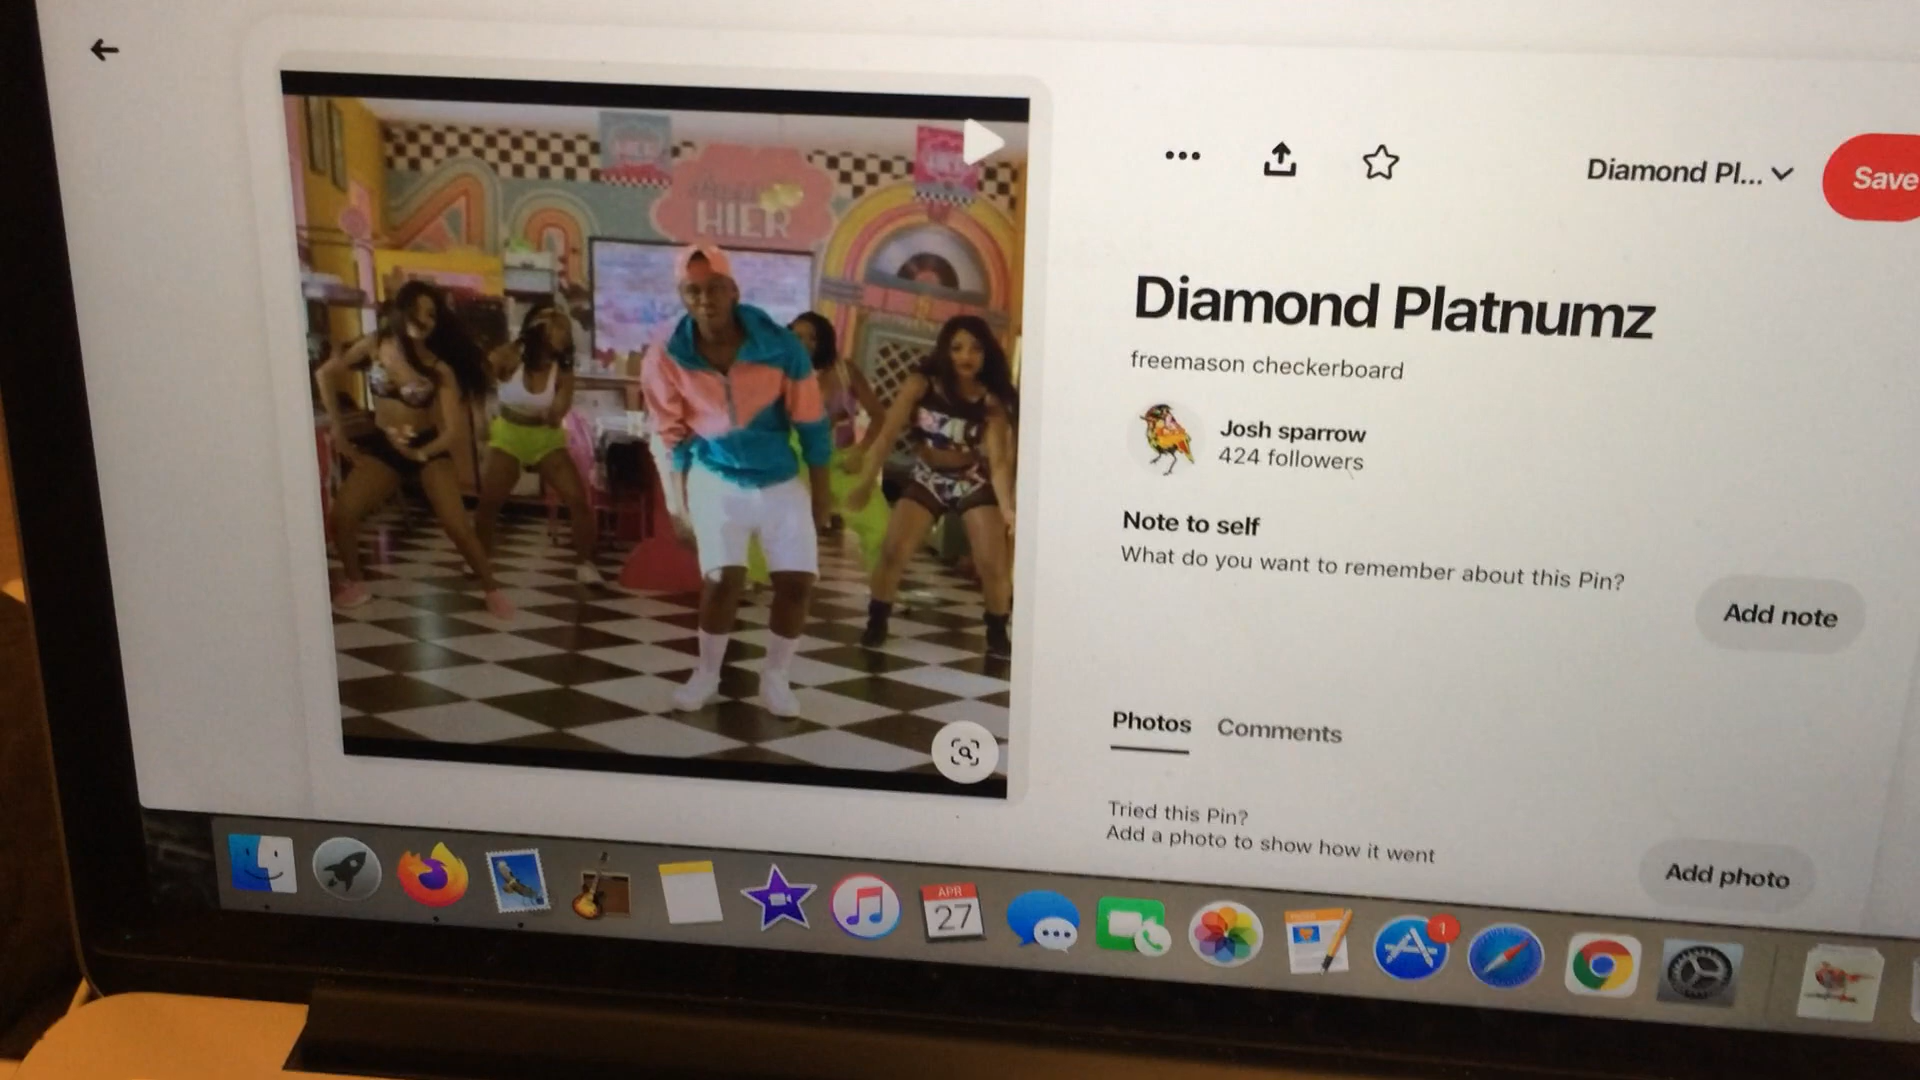 HIER
Diamond Pl...
Save
Diamond Platnumz
freemason checkerboard
Josh sparrow
424 followers
Note to self
What do you want to remember about this Pin?
Add note
Photos
Comments
Tried this Pin?
Add a photo to show how it went
Add photo
APR
27
1